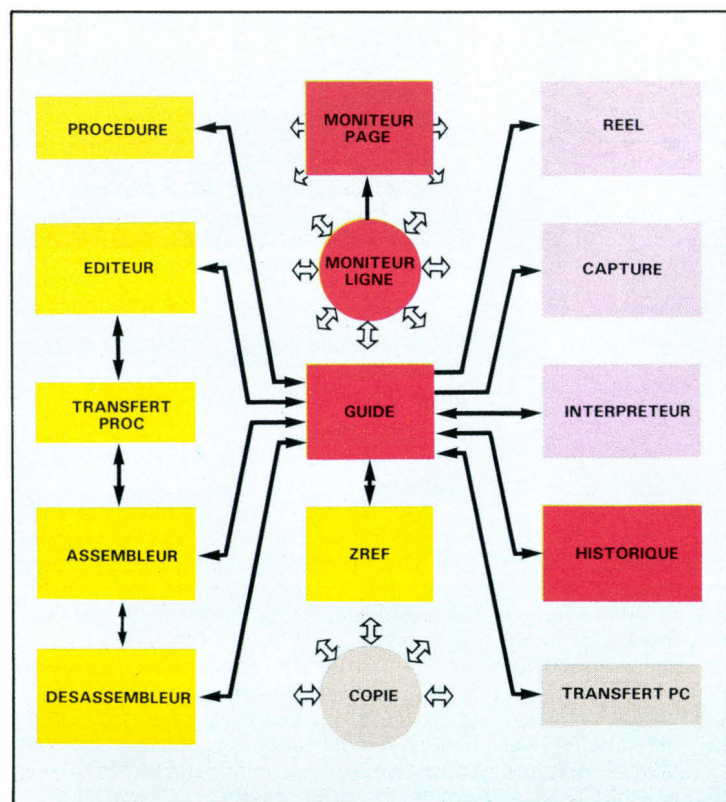 PROCEDURE
MONITEUR
PAGE
REEL
EDITEUR
MONITEUR
LIGNE
CAPTURE
TRANSFERT
PROC
GUIDE
INTERPRETEUR
ASSEMBLEUR
ZREF
HISTORIQUE
DESASSEMBLEUR
COPIE
TRANSFERT PC